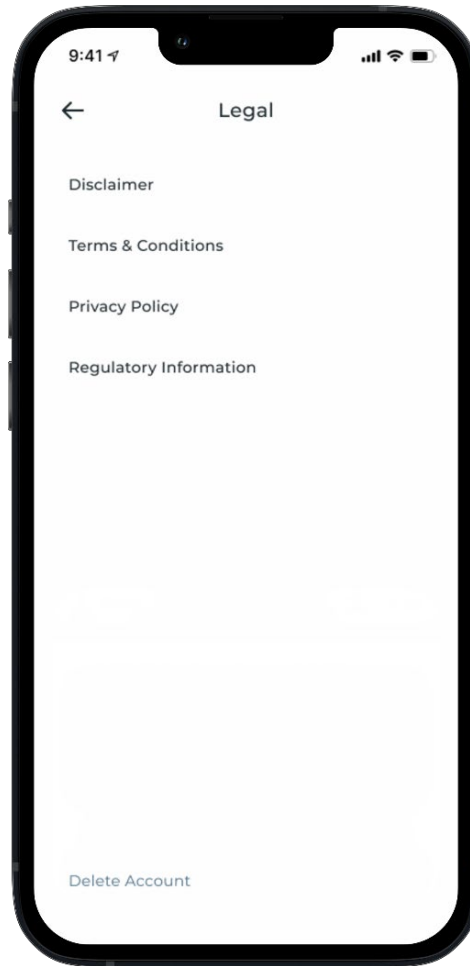 9:41
Legal
Disclaimer
Terms & Conditions
Privacy Policy
Regulatory Information
Delete Account